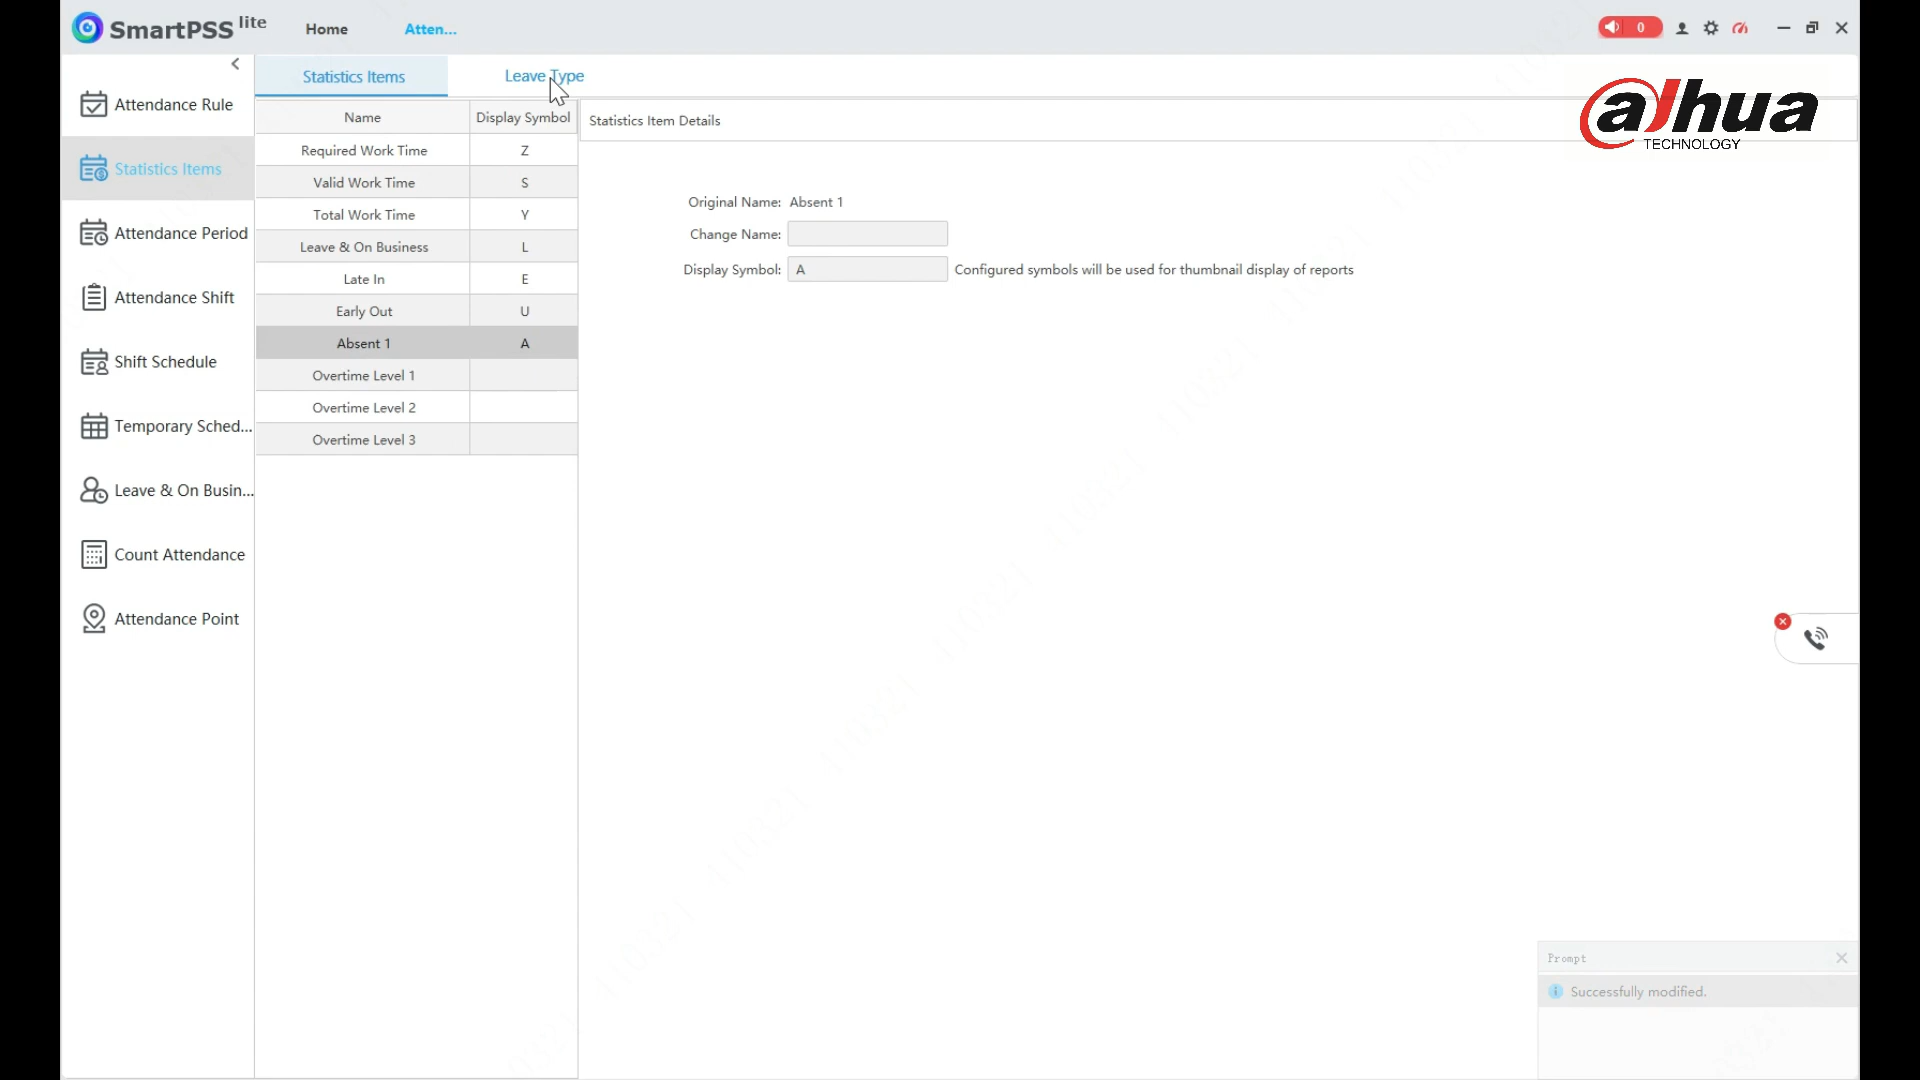 SmartPSS lite
Home
Atten...
0
alhua
TECHNOLOGY
Attendance Rule
Statistics Items
Attendance Period
Attendance Shift
Shift Schedule
Temporary Sched...
Leave & On Busin...
Count Attendance
Attendance Point
Statistics Items
Leave Type
Name Display Symbol
Required Work Time Z
Valid Work Time S
Total Work Time Y
Leave & On Business L
Late In E
Early Out U
Absent 1 A
Overtime Level 1
Overtime Level 2
Overtime Level 3
Statistics Item Details
Original Name: Absent 1
Change Name:
Display Symbol: A Configured symbols will be used for thumbnail display of reports
Prompt
Successfully modified.